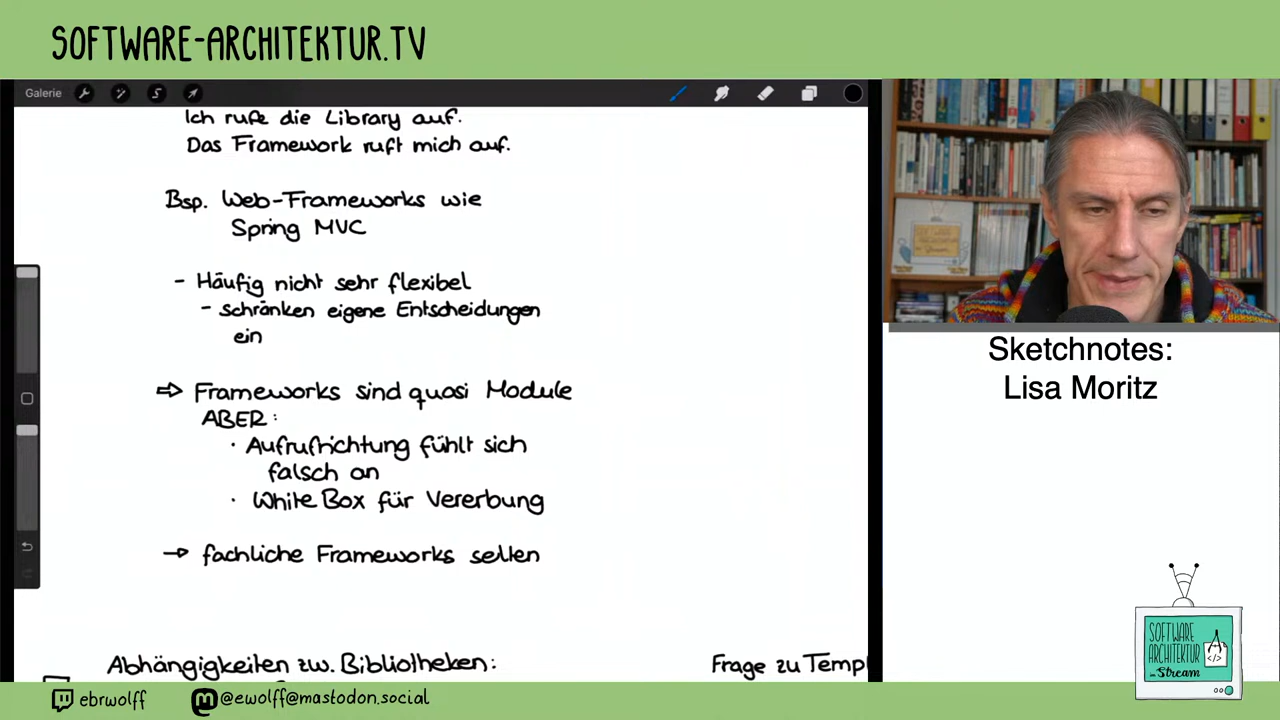 SOFTWARE-ARCHITEKTUR.TV
Galerie
Ich rufe die Library auf.
Das Framework ruft mich auf.
Bsp. Web-Frameworks wie
Spring MVC
- Häufig nicht sehr flexibel
- schränken eigene Entscheidungen
ein
⇨ Frameworks sind quasi Module
ABER:
· Aufrufrichtung fühlt sich
falsch an
· White Box für Vererbung
→ fachliche Frameworks selten
Abhängigkeiten zw. Bibliotheken:
Frage zu Templ
Sketchnotes:
Lisa Moritz
SOFTWARE
ARCHITEKTUR
im Stream
ebrwolff
@ewolff@mastodon.social